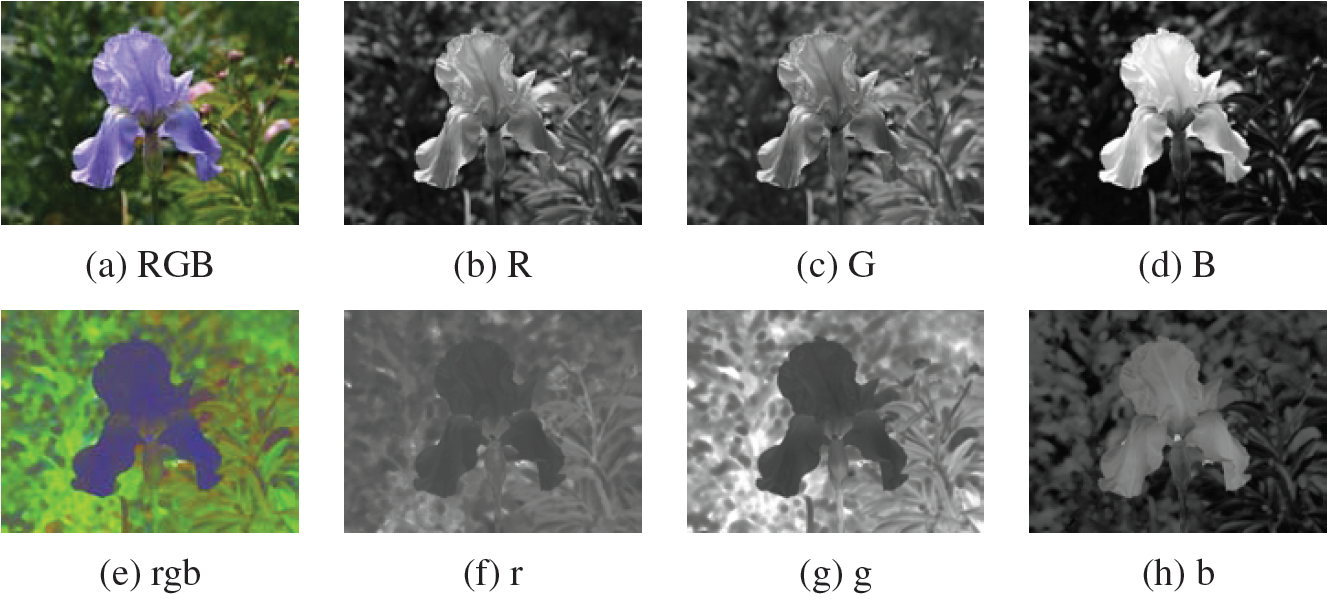 (a) RGB
(b) R
(c) G
(d) B
(e) rgb
(f) r
(g) g
(h) b